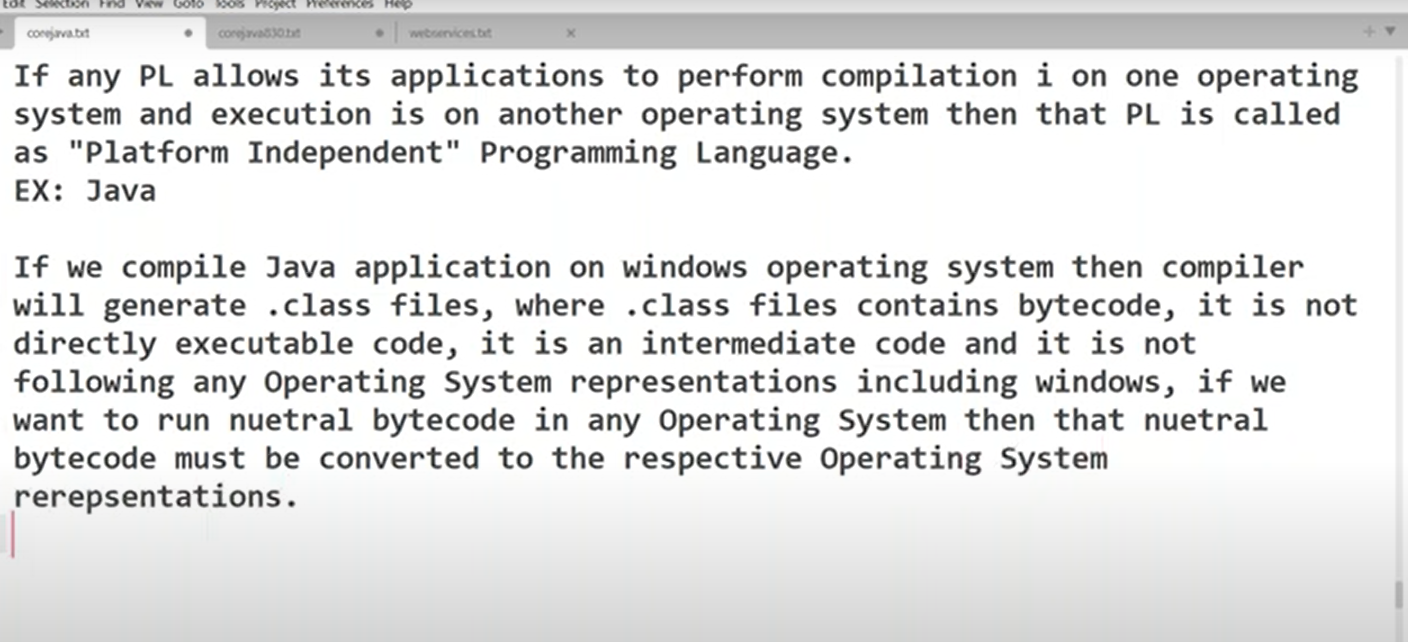 Edit Selection Find View Goto Tools Project Preferences Help
corejava.txt corejava830.txt webservices.txt
If any PL allows its applications to perform compilation i on one operating
system and execution is on another operating system then that PL is called
as "Platform Independent" Programming Language.
EX: Java
If we compile Java application on windows operating system then compiler
will generate .class files, where .class files contains bytecode, it is not
directly executable code, it is an intermediate code and it is not
following any Operating System representations including windows, if we
want to run nuetral bytecode in any Operating System then that nuetral
bytecode must be converted to the respective Operating System
rerepsentations.